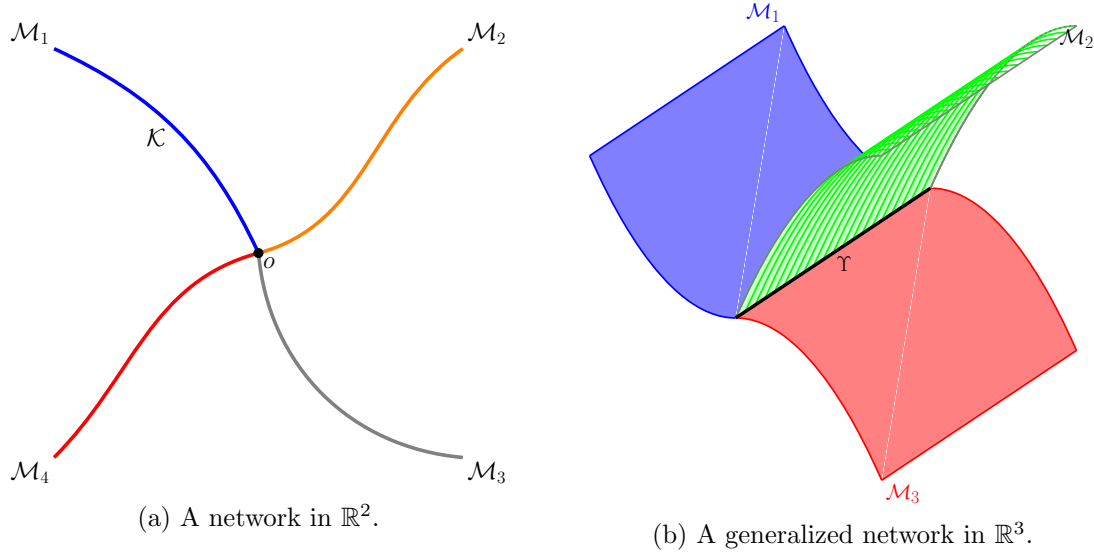 ℳ₁
ℳ₂
𝒦
o
ℳ₄
ℳ₃
(a) A network in ℝ².
ℳ₁
ℳ₂
ϒ
ℳ₃
(b) A generalized network in ℝ³.